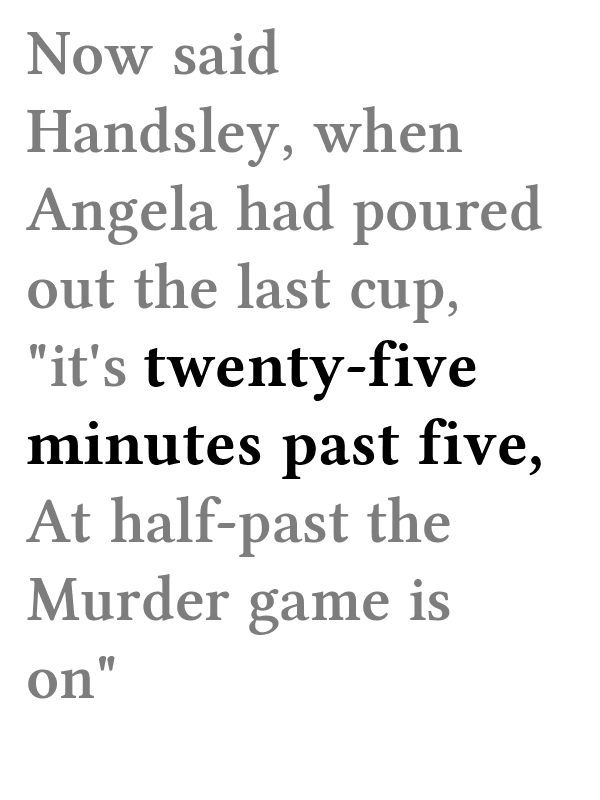 Now said
Handsley, when
Angela had poured
out the last cup,
"it's twenty-five
minutes past five,
At half-past the
Murder game is
on"